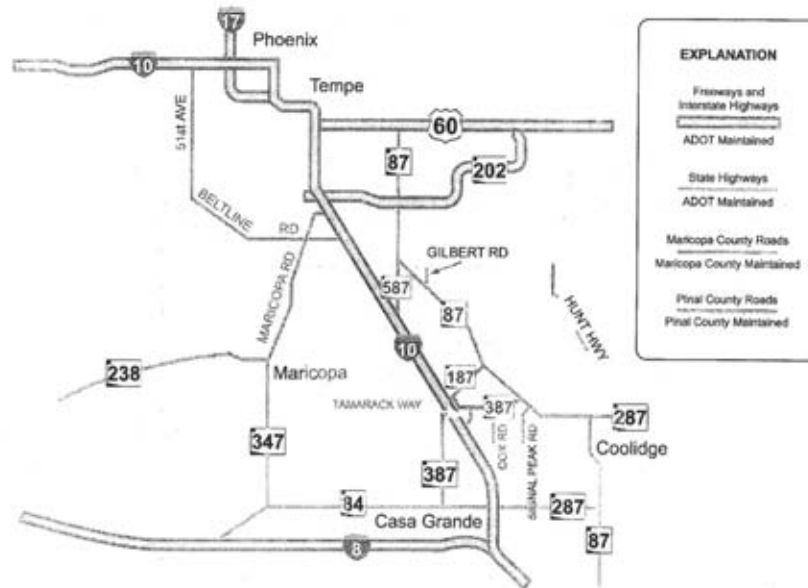 17
Phoenix
10
Tempe
60
51st AVE
87
202
BELTLINE RD
MARICOPA RD
GILBERT RD
587
87
HUNT HWY
10
238
Maricopa
187
TAMARACK WAY
387
287
COX RD
SIGNAL PEAK RD
Coolidge
347
387
84
Casa Grande
287
87
8
EXPLANATION
Freeways and
Interstate Highways
ADOT Maintained
State Highways
ADOT Maintained
Maricopa County Roads
Maricopa County Maintained
Pinal County Roads
Pinal County Maintained